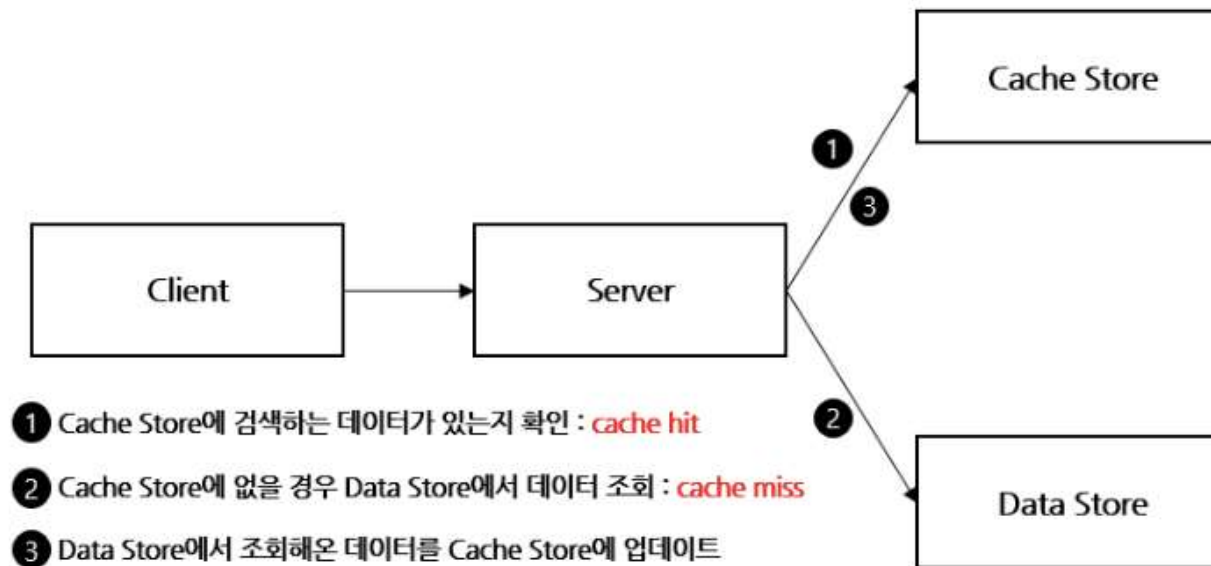 Cache Store
1
3
Client
Server
2
Data Store
1 Cache Store에 검색하는 데이터가 있는지 확인 : cache hit
2 Cache Store에 없을 경우 Data Store에서 데이터 조회 : cache miss
3 Data Store에서 조회해온 데이터를 Cache Store에 업데이트